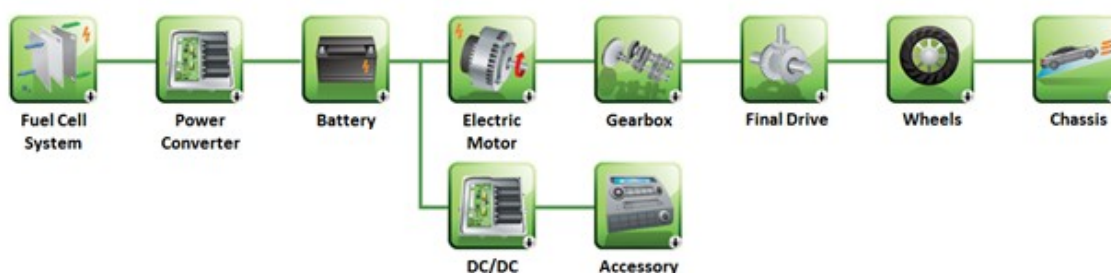 Fuel Cell System
Power Converter
Battery
Electric Motor
Gearbox
Final Drive
Wheels
Chassis
DC/DC
Accessory